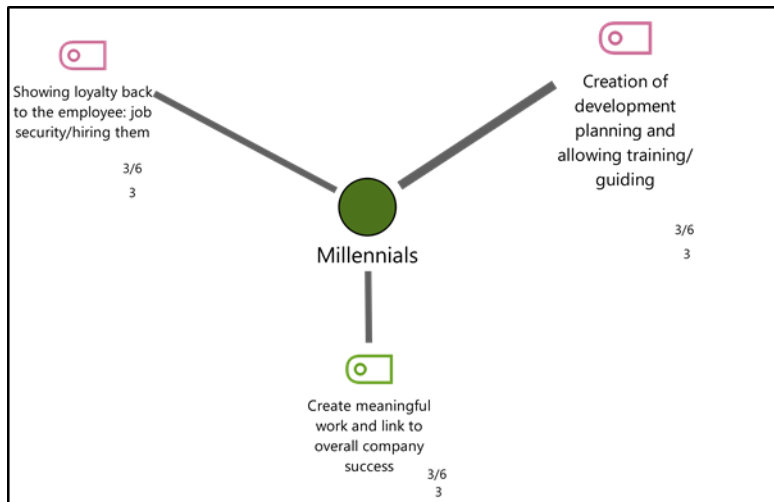 Showing loyalty back
to the employee: job
security/hiring them
3/6
3
Creation of
development
planning and
allowing training/
guiding
3/6
3
Millennials
Create meaningful
work and link to
overall company
success
3/6
3